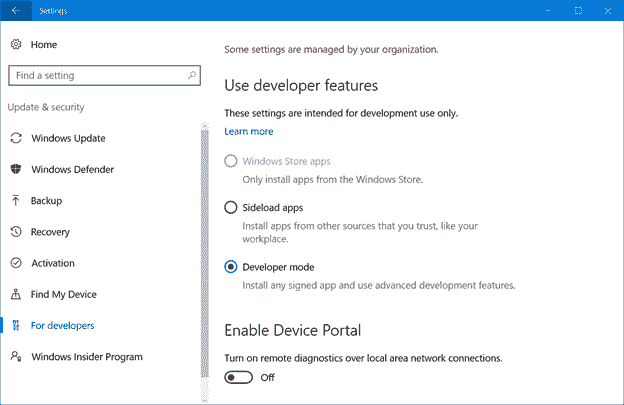 Settings
Home
Find a setting
Update & security
Windows Update
Windows Defender
Backup
Recovery
Activation
Find My Device
For developers
Windows Insider Program
Some settings are managed by your organization.
Use developer features
These settings are intended for development use only.
Learn more
Windows Store apps
Only install apps from the Windows Store.
Sideload apps
Install apps from other sources that you trust, like your
workplace.
Developer mode
Install any signed app and use advanced development features.
Enable Device Portal
Turn on remote diagnostics over local area network connections.
Off